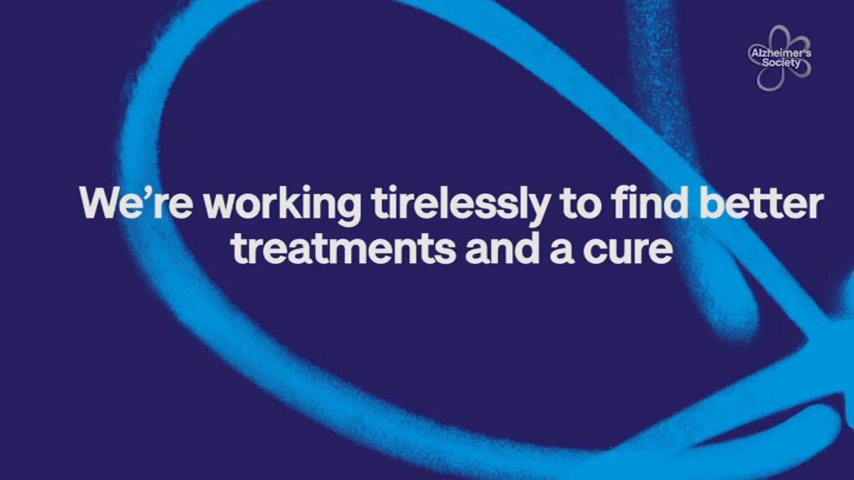 Alzheimer's
Society
We're working tirelessly to find better
treatments and a cure